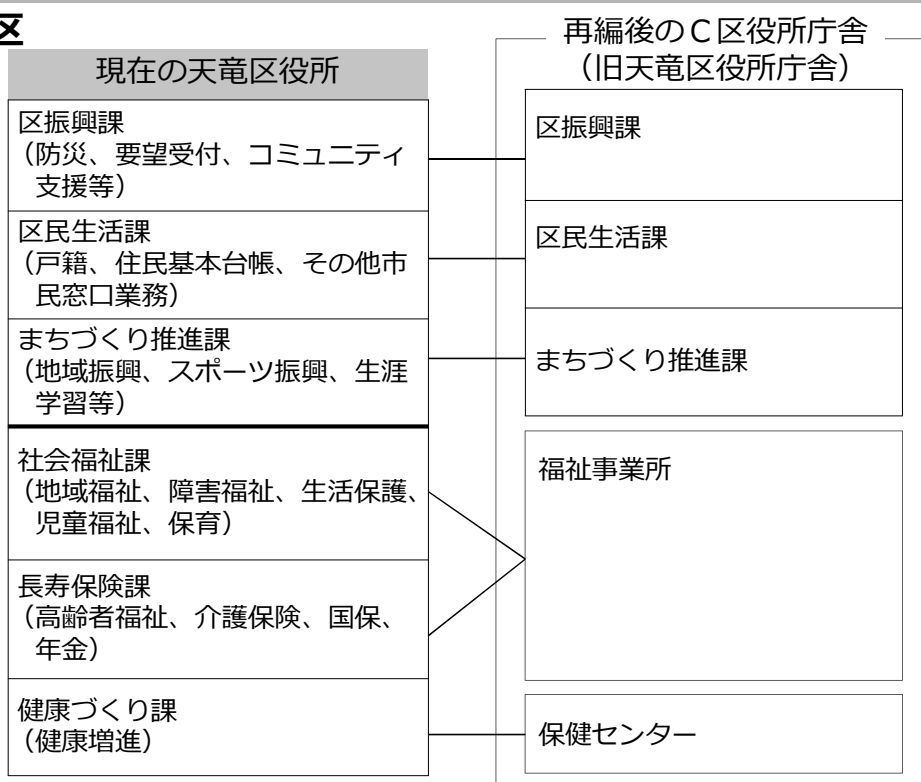 区
現在の天竜区役所
区振興課
（防災、要望受付、コミュニティ
支援等）
区民生活課
（戸籍、住民基本台帳、その他市
民窓口業務）
まちづくり推進課
（地域振興、スポーツ振興、生涯
学習等）
社会福祉課
（地域福祉、障害福祉、生活保護、
児童福祉、保育）
長寿保険課
（高齢者福祉、介護保険、国保、
年金）
健康づくり課
（健康増進）
再編後のＣ区役所庁舎
（旧天竜区役所庁舎）
区振興課
区民生活課
まちづくり推進課
福祉事業所
保健センター